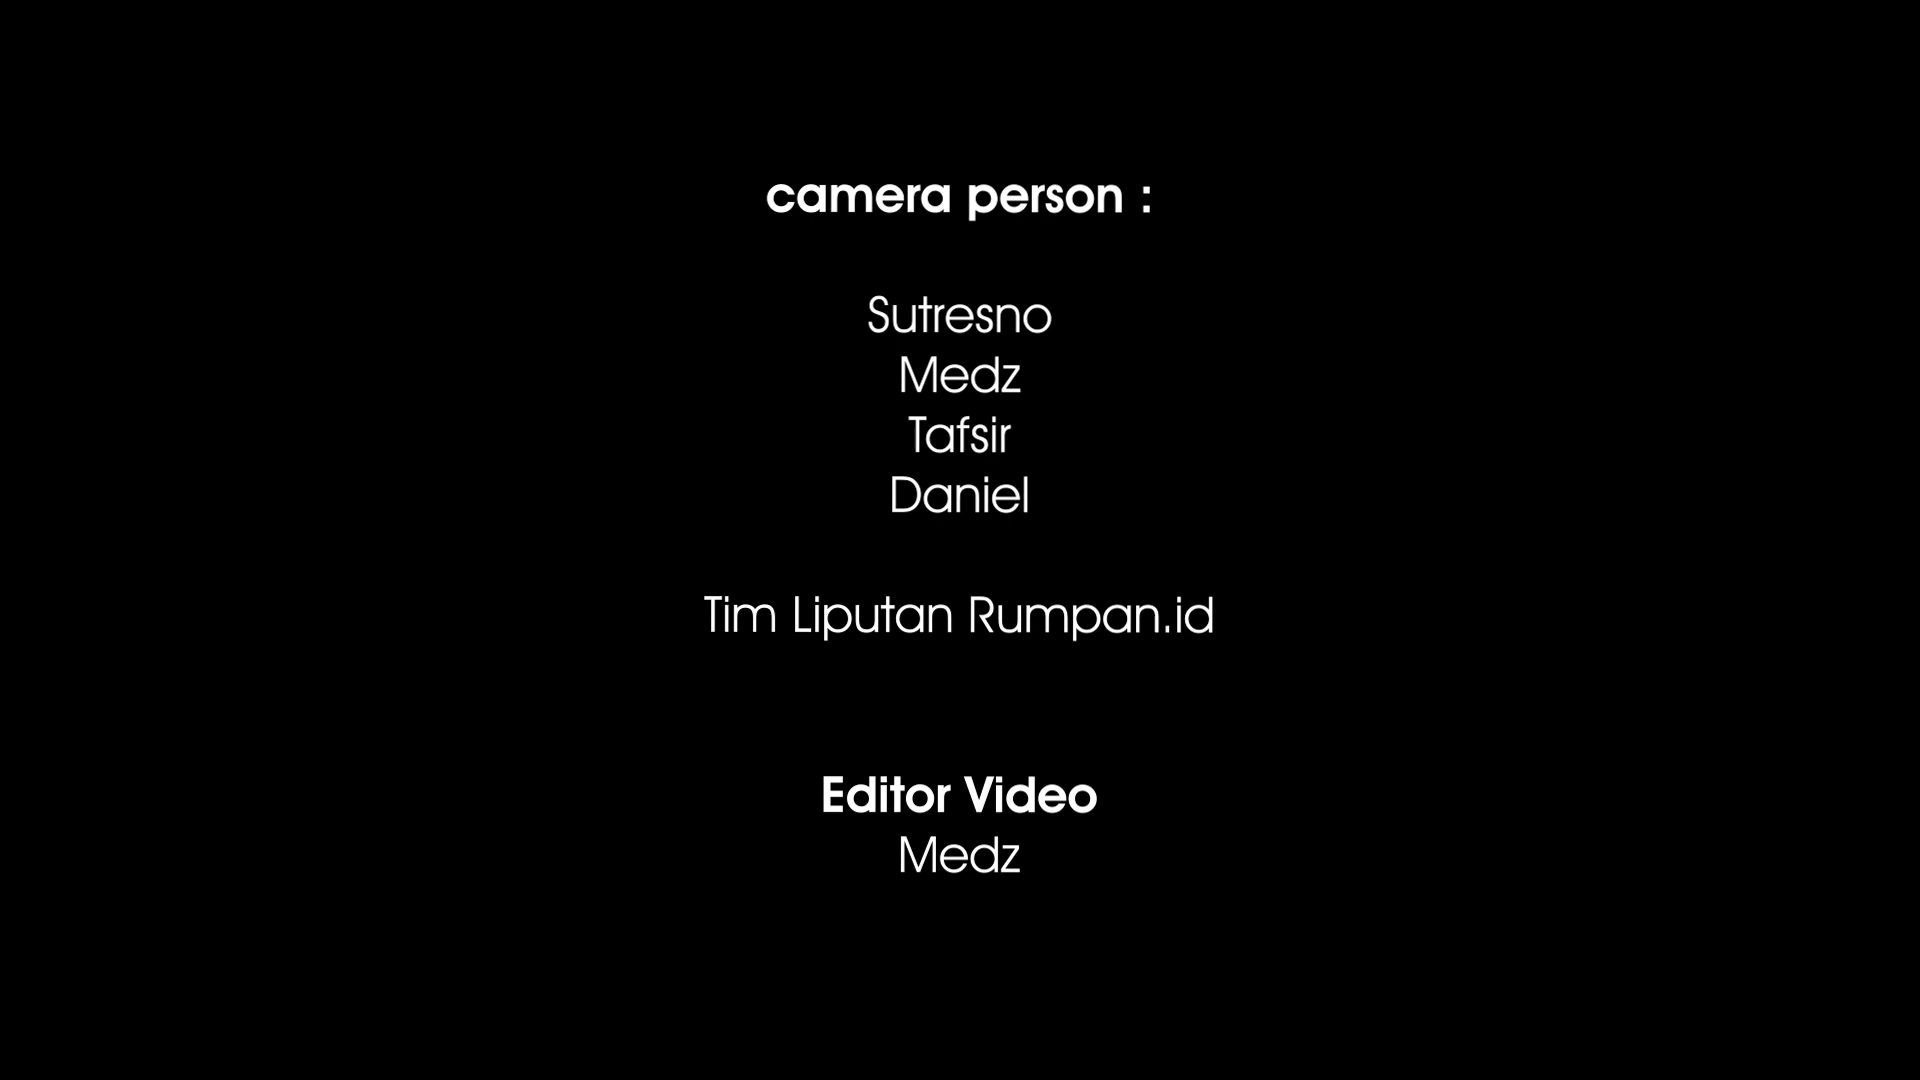 camera person :
Sutresno
Medz
Tafsir
Daniel
Tim Liputan Rumpan.id
Editor Video
Medz